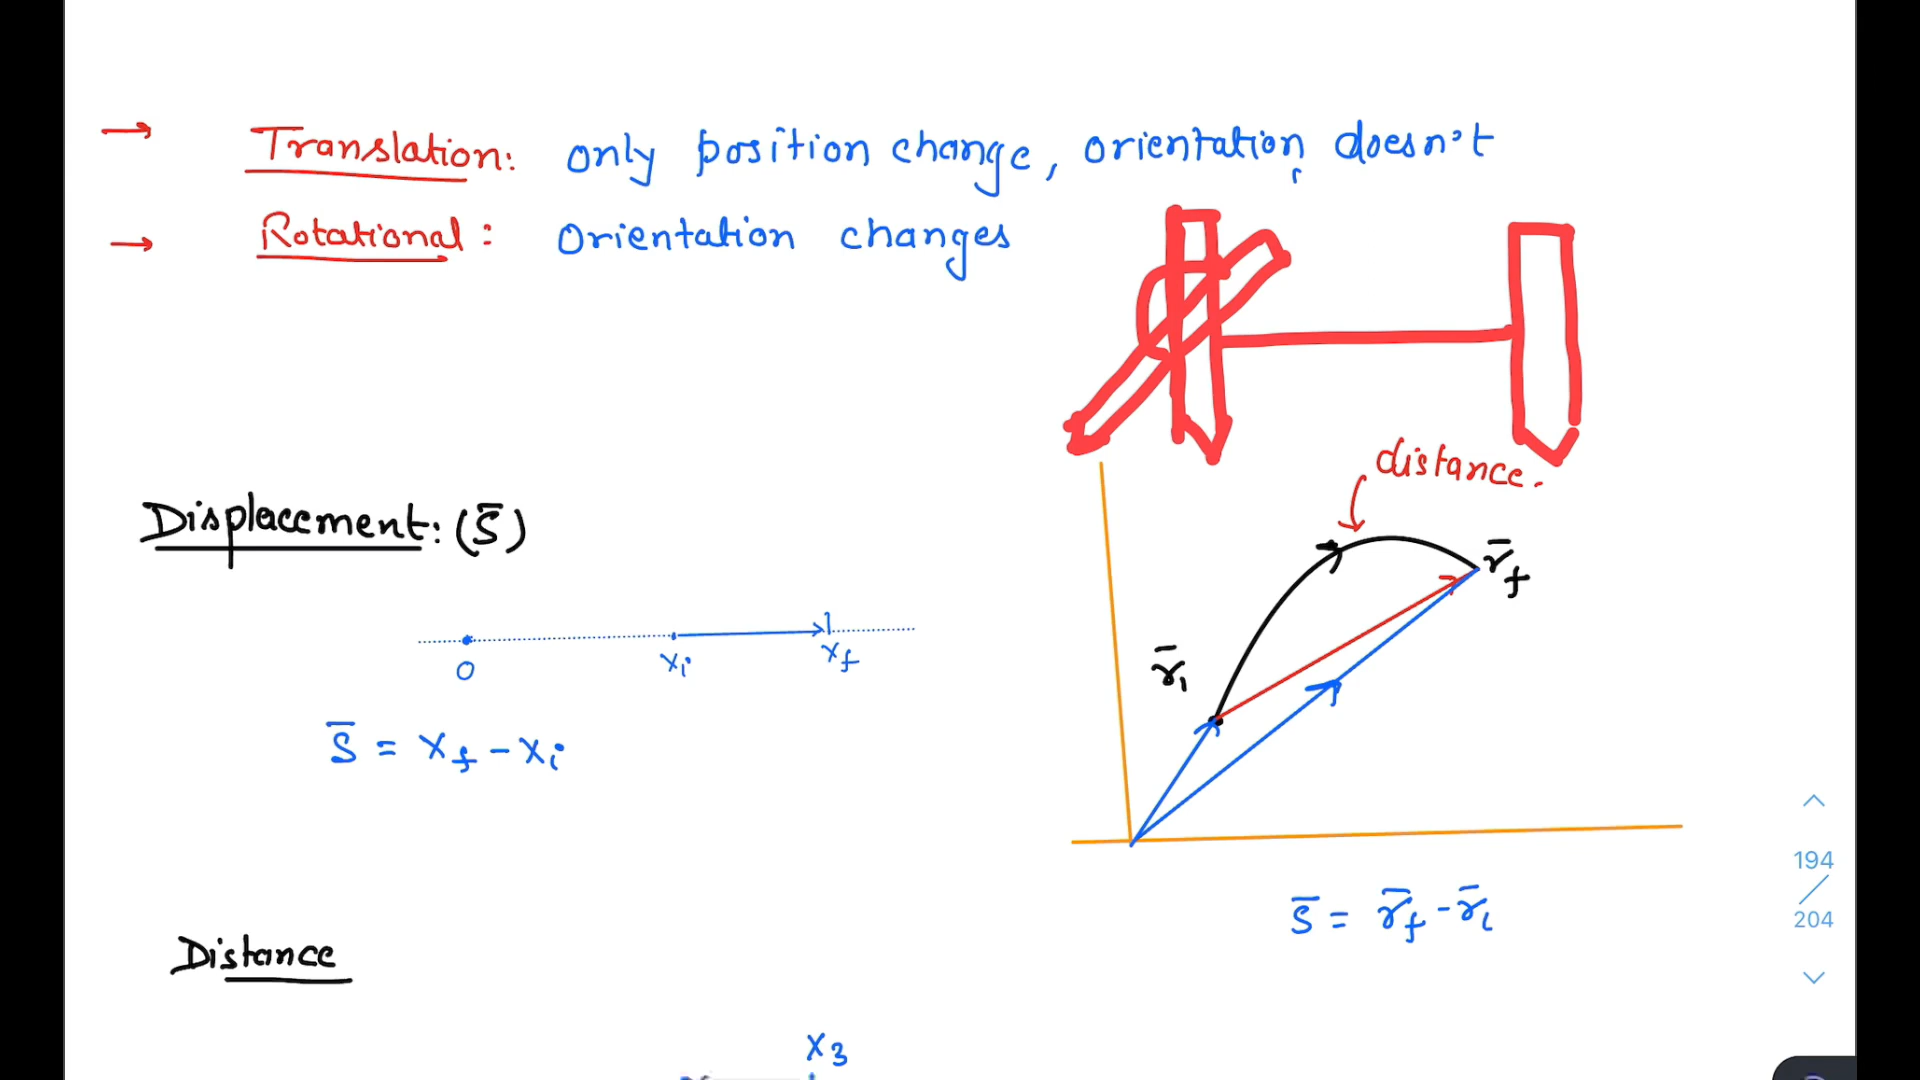 → Translation: only position change, orientation doesn't
→ Rotational: Orientation changes
distance.
Displacement: (S̅)
r̅f
r̅i
O xi xf
S̅ = xf - xi
S̅ = r̅f - r̅i
194
/
204
Distance
x3